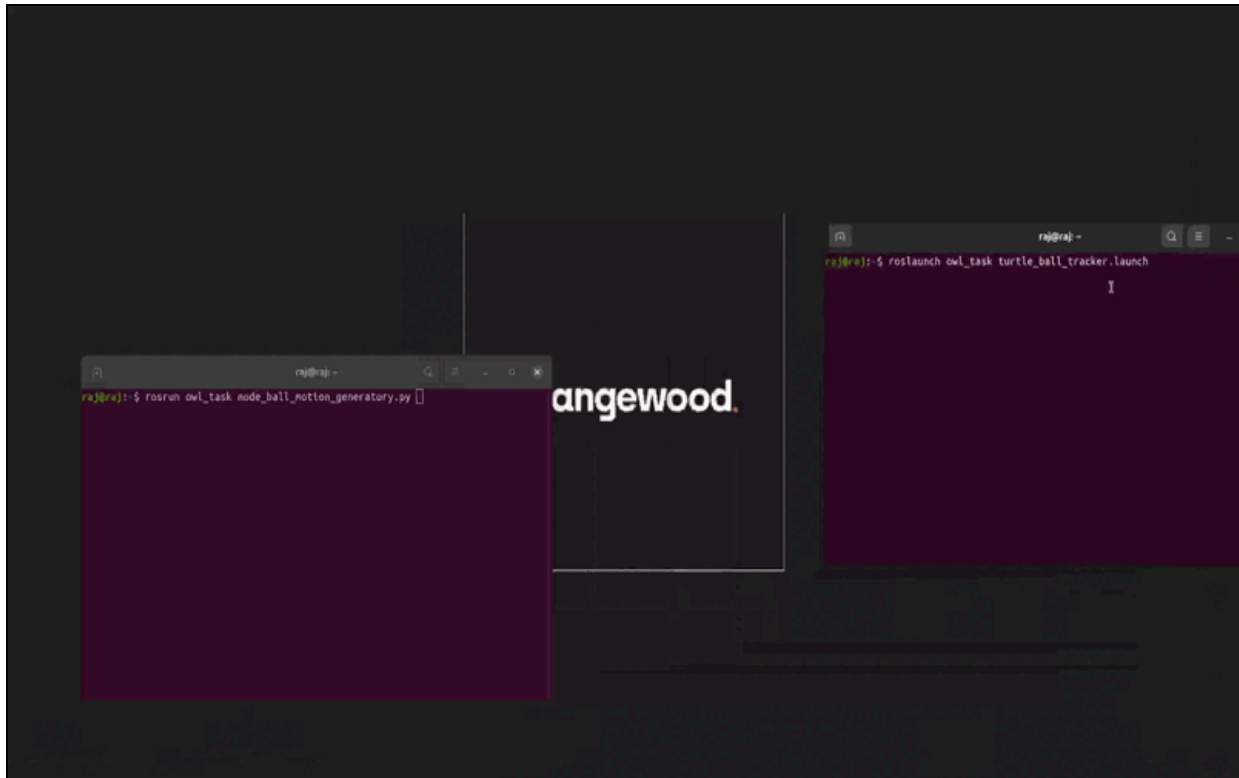 raj@raj: ~
raj@raj:~$ rosrun owl_task node_ball_motion_generatory.py
angewood.
raj@raj: ~
raj@raj:~$ roslaunch owl_task turtle_ball_tracker.launch